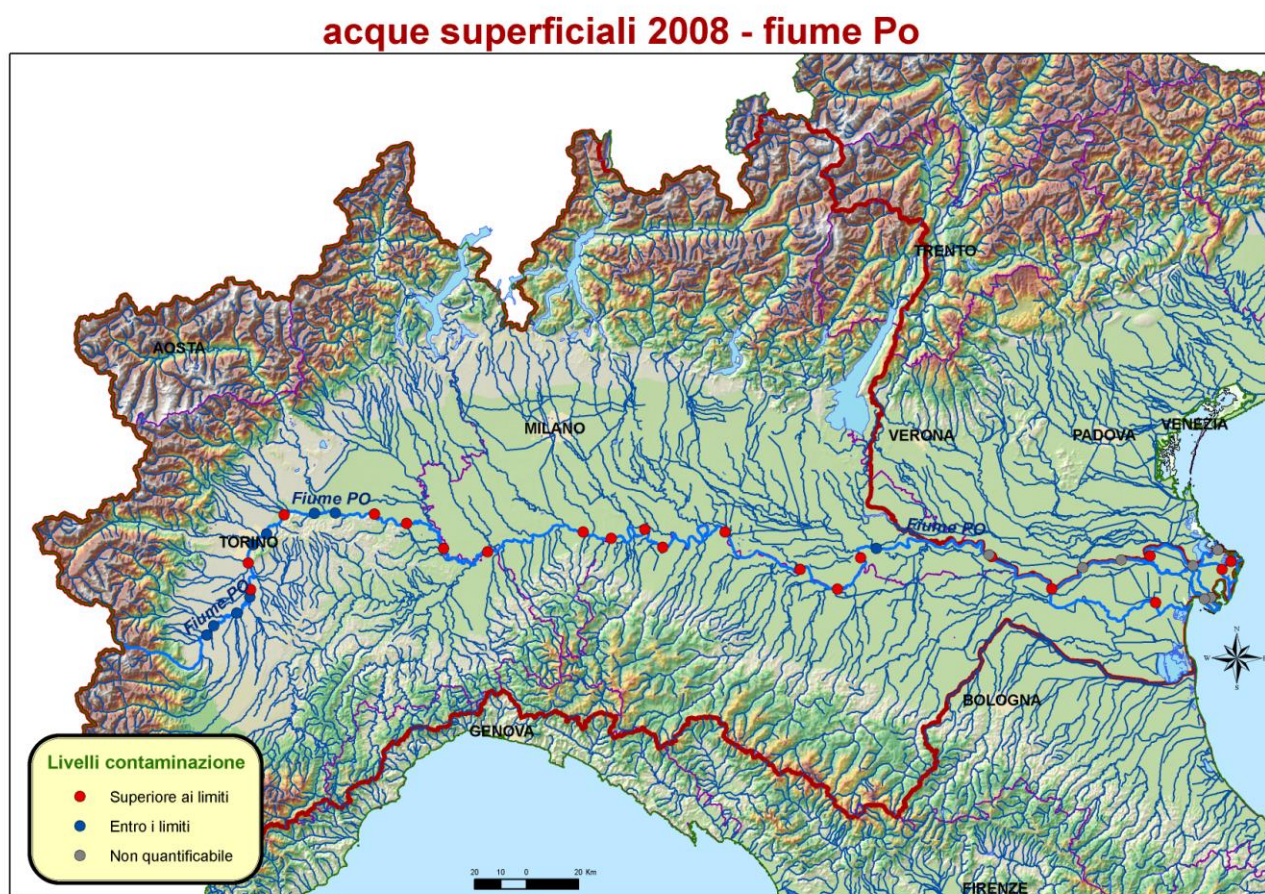 acque superficiali 2008 - fiume Po
TRENTO
AOSTA
MILANO
VERONA
PADOVA
VENEZIA
Fiume PO
Fiume PO
TORINO
Fiume PO
N
W
E
S
BOLOGNA
GENOVA
Livelli contaminazione
Superiore ai limiti
Entro i limiti
Non quantificabile
20 10 0 20 Km
FIRENZE